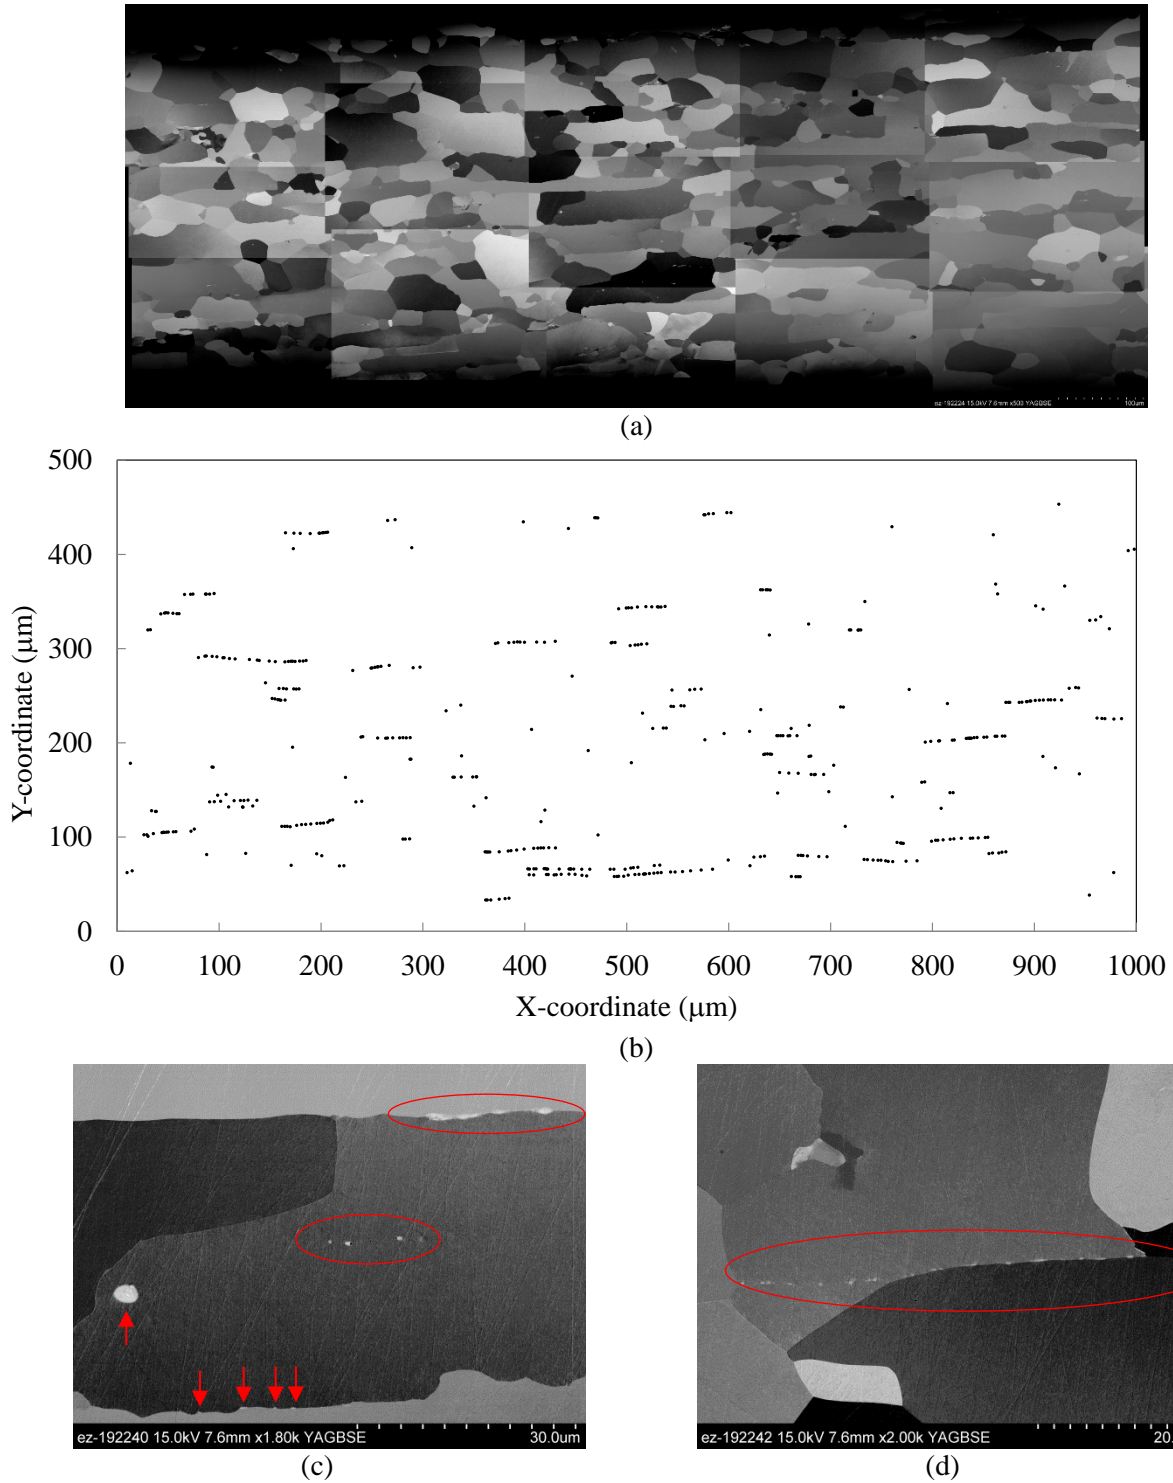 ez-192224 15.0kV 7.6mm x500 YAGBSE 100um
(a)
500
400
300
200
100
0
Y-coordinate (μm)
0 100 200 300 400 500 600 700 800 900 1000
X-coordinate (μm)
(b)
ez-192240 15.0kV 7.6mm x1.80k YAGBSE 30.0um
ez-192242 15.0kV 7.6mm x2.00k YAGBSE 20.
(c)
(d)